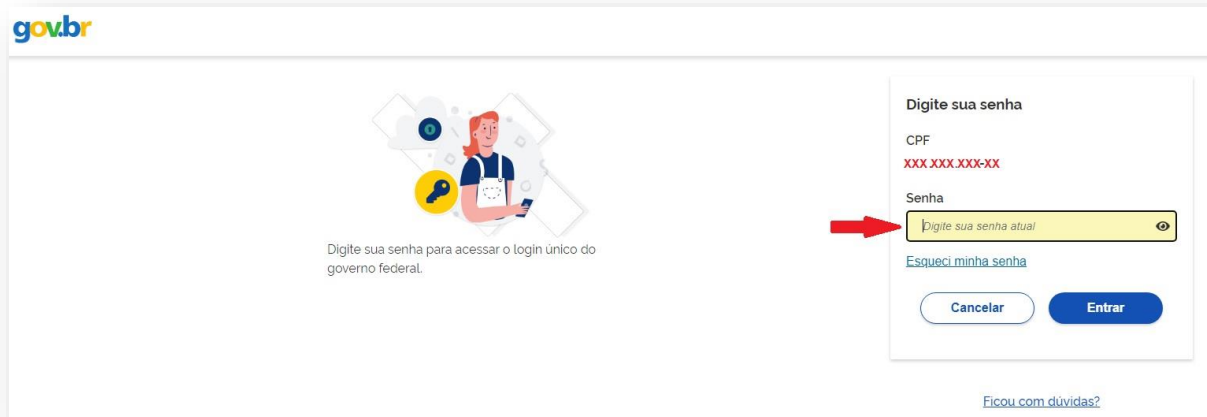 gov.br
Digite sua senha para acessar o login único do
governo federal.
Digite sua senha
CPF
XXX.XXX.XXX-XX
Senha
Digite sua senha atual
Esqueci minha senha
Cancelar
Entrar
Ficou com dúvidas?